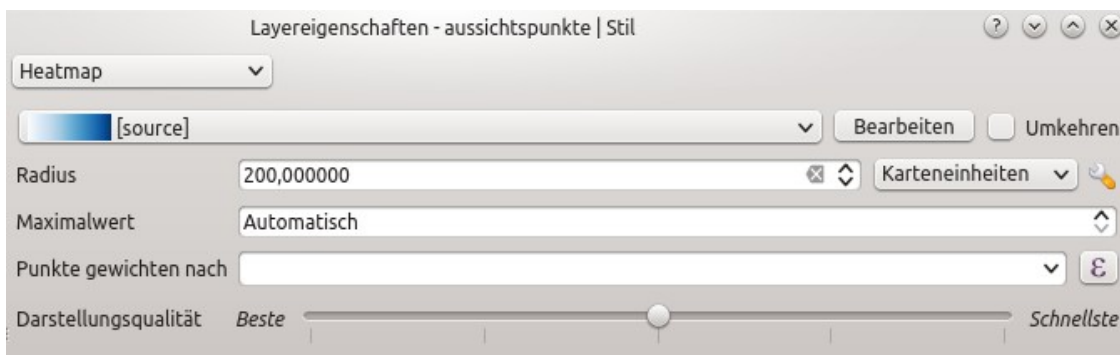 Layereigenschaften - aussichtspunkte | Stil
Heatmap
[source] Bearbeiten Umkehren
Radius 200,000000 Karteneinheiten
Maximalwert Automatisch
Punkte gewichten nach ε
Darstellungsqualität Beste Schnellste